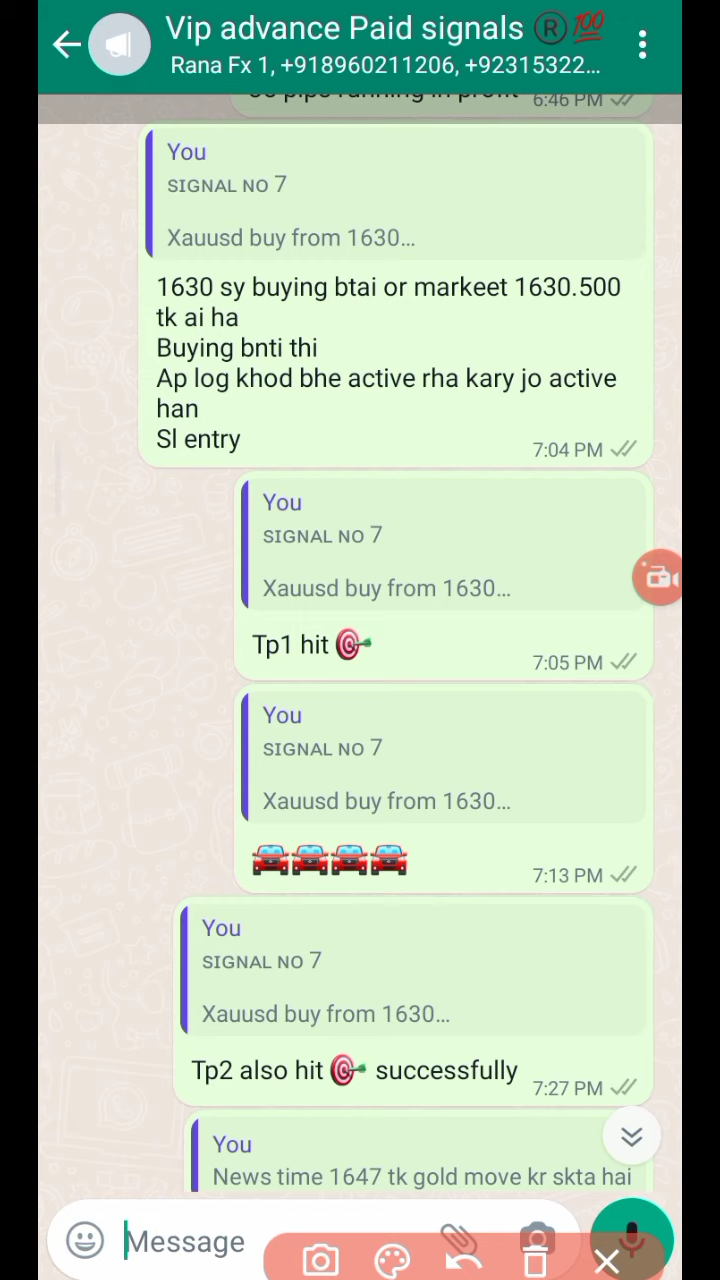 Vip advance Paid signals ®💯
Rana Fx 1, +918960211206, +92315322...
pips running in profit 6:46 PM
You
SIGNAL NO 7
Xauusd buy from 1630...
1630 sy buying btai or markeet 1630.500
tk ai ha
Buying bnti thi
Ap log khod bhe active rha kary jo active
han
Sl entry
7:04 PM
You
SIGNAL NO 7
Xauusd buy from 1630...
Tp1 hit 🎯
7:05 PM
You
SIGNAL NO 7
Xauusd buy from 1630...
🚘🚘🚘🚘
7:13 PM
You
SIGNAL NO 7
Xauusd buy from 1630...
Tp2 also hit 🎯 successfully
7:27 PM
You
News time 1647 tk gold move kr skta hai
Message